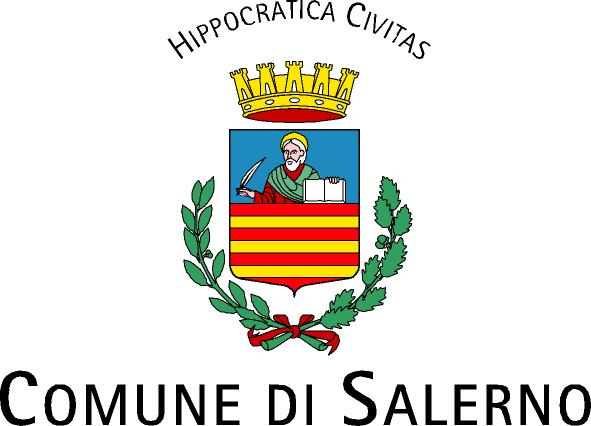 HIPPOCRATICA CIVITAS
COMUNE DI SALERNO